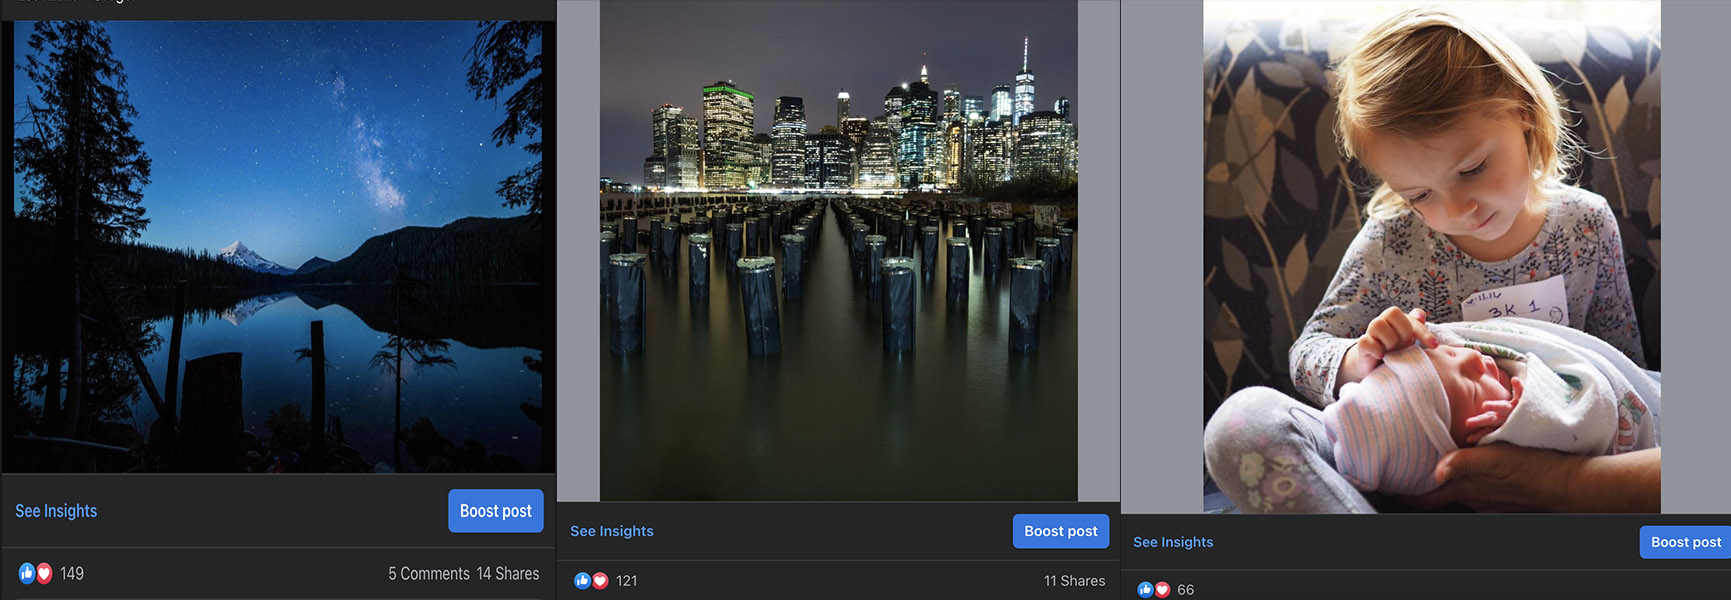 See Insights
Boost post
149
5 Comments 14 Shares
See Insights
Boost post
121
11 Shares
3K 1
See Insights
Boost post
66